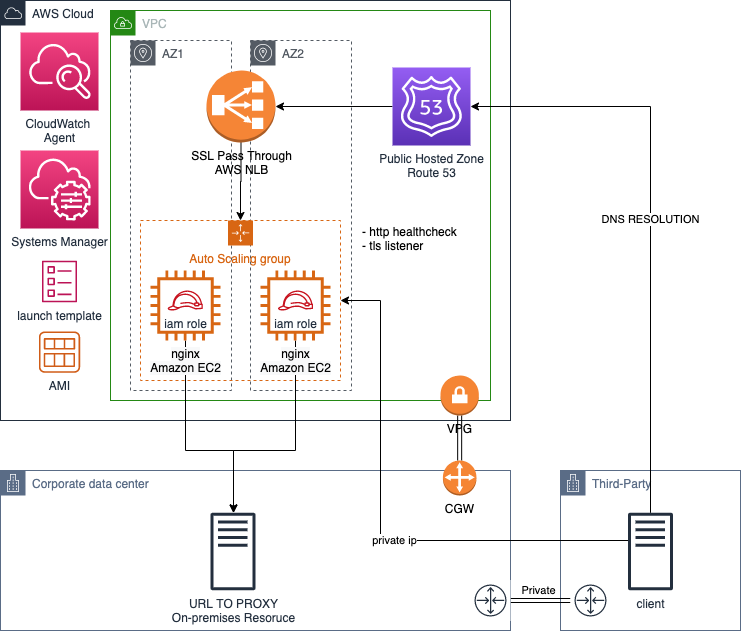 AWS Cloud
VPC
AZ1
AZ2
CloudWatch
Agent
53
SSL Pass Through
AWS NLB
Public Hosted Zone
Route 53
DNS RESOLUTION
Systems Manager
- http healthcheck
- tls listener
Auto Scaling group
launch template
iam role
iam role
nginx
Amazon EC2
nginx
Amazon EC2
AMI
VPG
CGW
Corporate data center
Third-Party
private ip
URL TO PROXY
On-premises Resoruce
Private
client